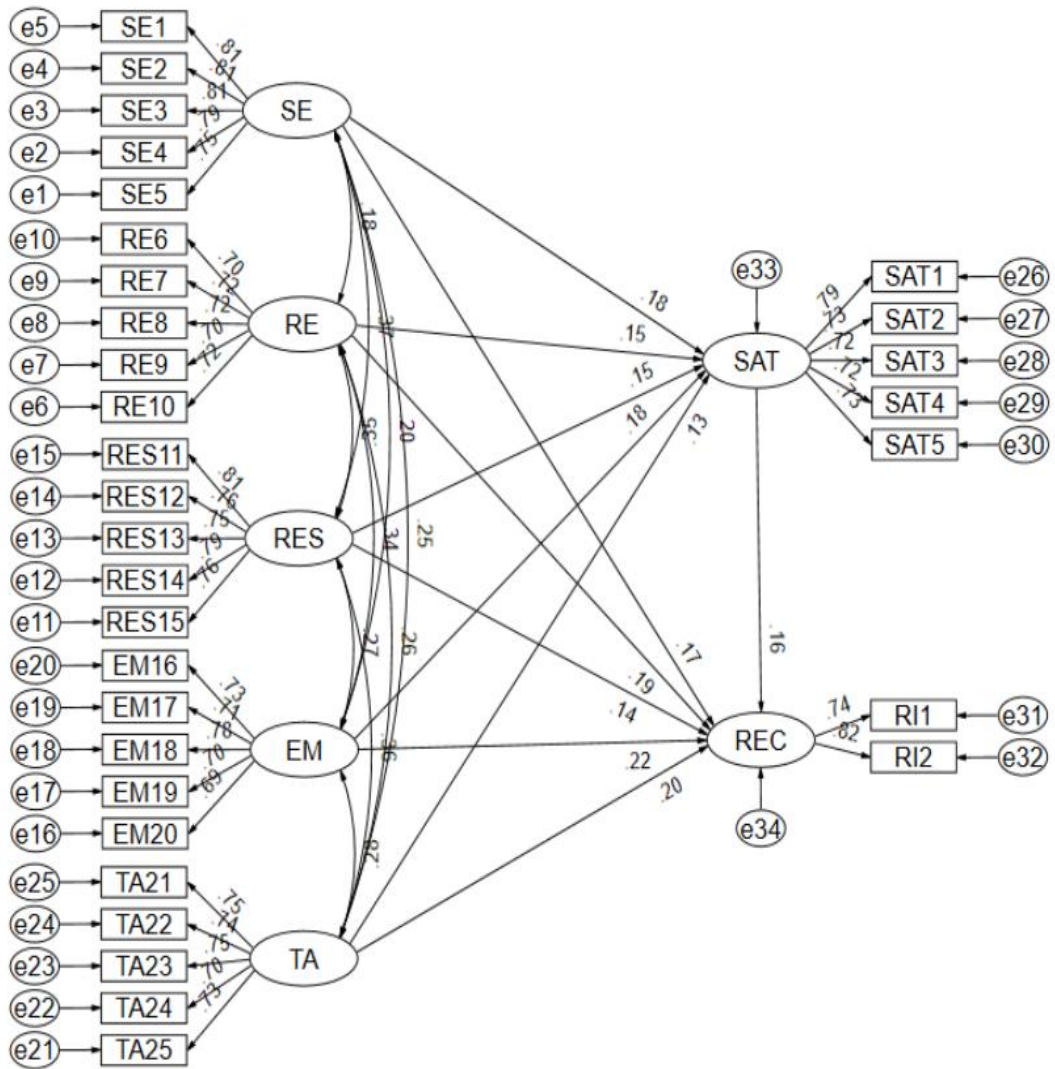 e5 SE1
.81
e4 SE2
.81
e3 SE3
.81
SE
e2 SE4
.79
e1 SE5
.75
e10 RE6
.70
e9 RE7
.72
e8 RE8
.72
RE
e7 RE9
.70
e6 RE10
.72
e15 RES11
.81
e14 RES12
.76
e13 RES13
.75
RES
e12 RES14
.79
e11 RES15
.76
e20 EM16
.73
e19 EM17
e18 EM18
.78
EM
e17 EM19
.70
e16 EM20
.69
e25 TA21
.75
e24 TA22
.74
e23 TA23
.75
TA
e22 TA24
.70
e21 TA25
.73
.18
.20
.25
.34
.27
.26
.18
.15
.15
.18
.13
.17
.19
.14
.22
.20
.16
e33
SAT
.79
SAT1 e26
.73
SAT2 e27
.72
SAT3 e28
.72
SAT4 e29
.73
SAT5 e30
REC
.74
RI1 e31
.82
RI2 e32
e34